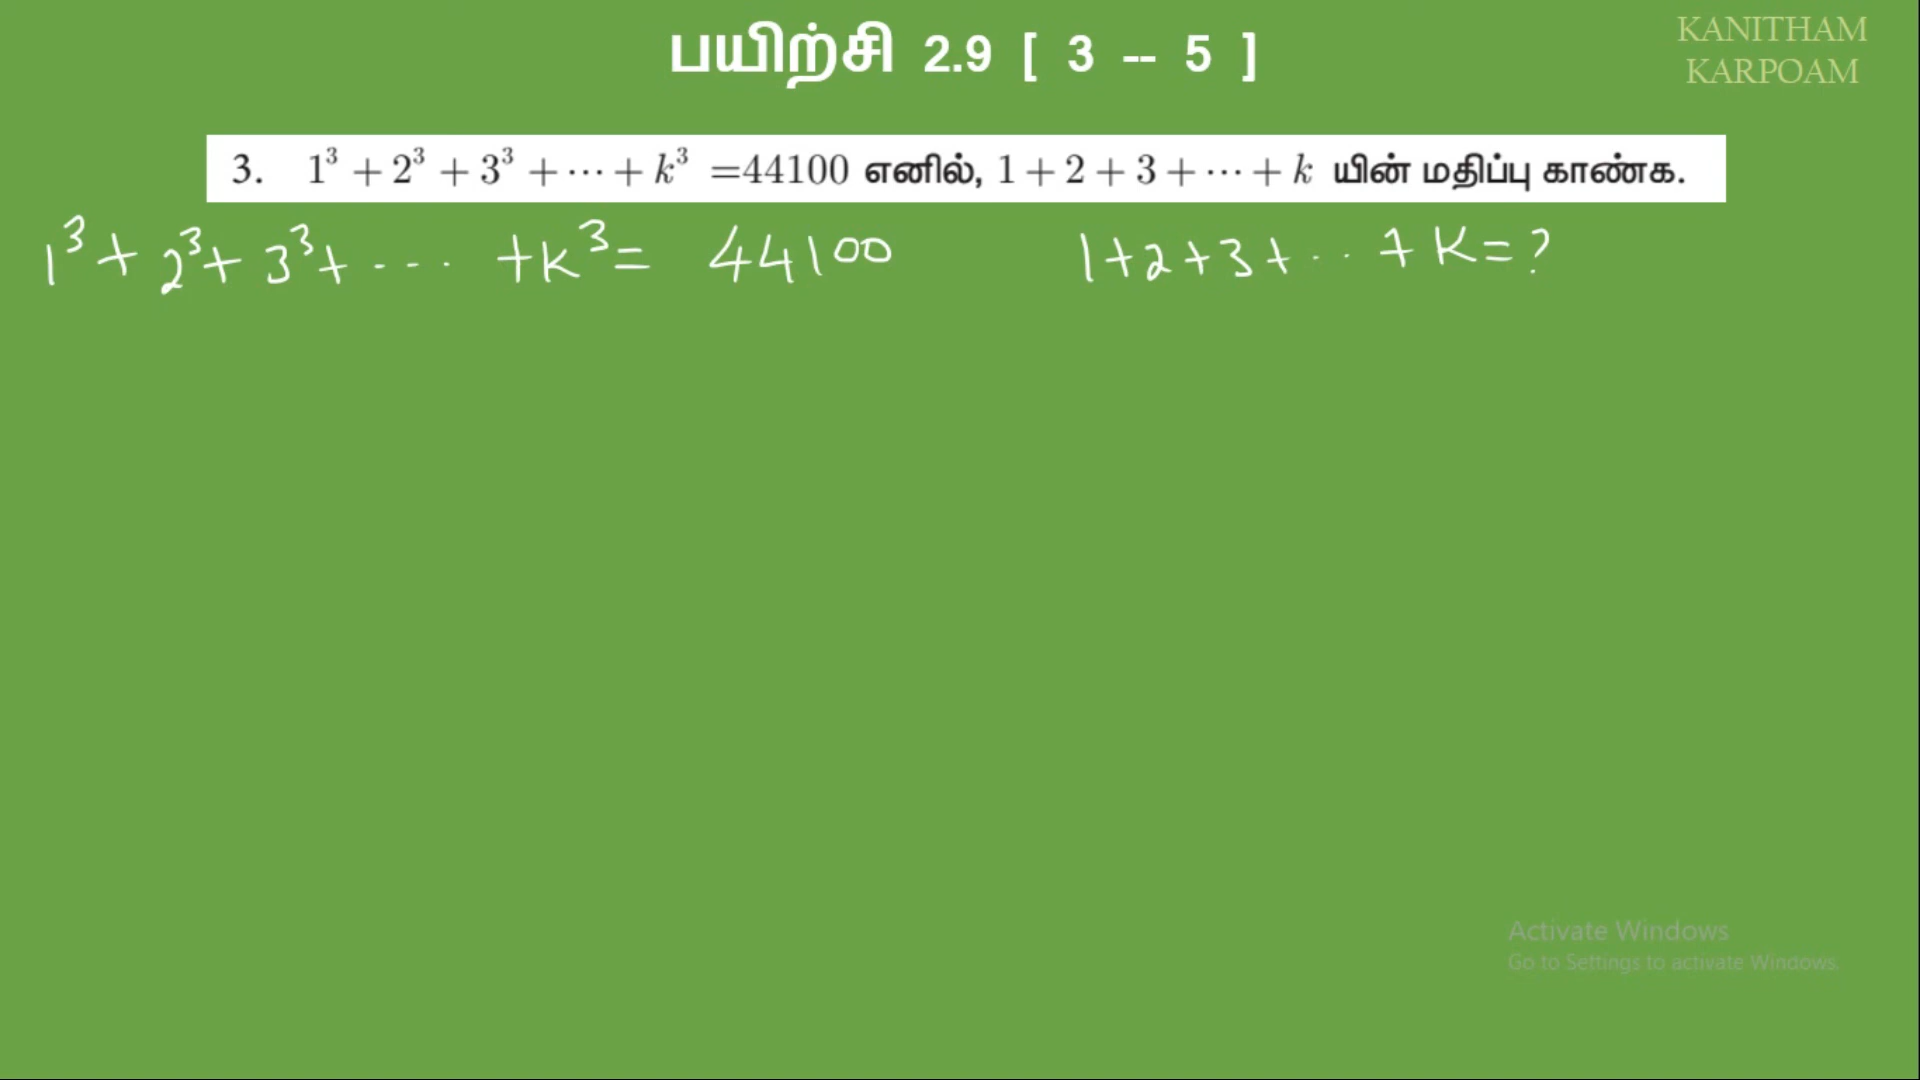 பயிற்சி 2.9 [ 3 -- 5 ]
KANITHAM
KARPOAM
3. 1³ + 2³ + 3³ + ··· + k³ =44100 எனில், 1 + 2 + 3 + ··· + k யின் மதிப்பு காண்க.
1³ + 2³ + 3³ + - - - . + k³ = 44100 1 + 2 + 3 + - - . . + K = ?
Activate Windows
Go to Settings to activate Windows.